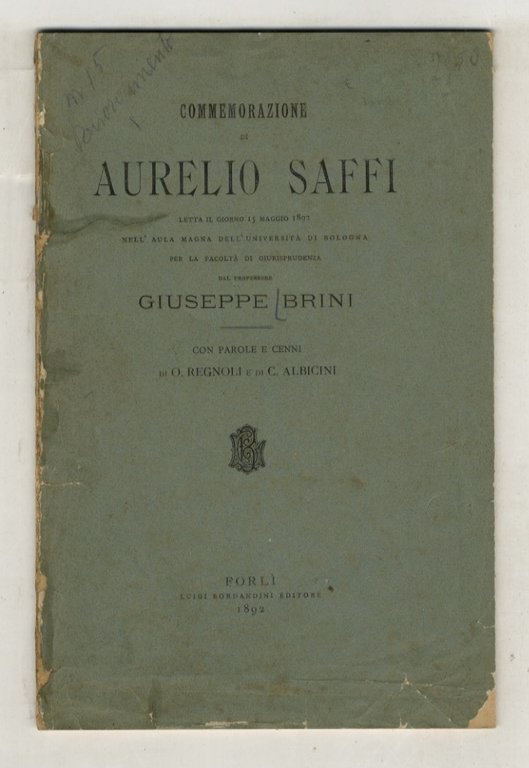 N. 15
COMMEMORAZIONE
DI
AURELIO SAFFI
LETTA IL GIORNO 15 MAGGIO 1892
NELL' AULA MAGNA DELL' UNIVERSITÀ DI BOLOGNA
PER LA FACOLTÀ DI GIURISPRUDENZA
DAL PROFESSORE
GIUSEPPE BRINI
CON PAROLE E CENNI
DI O. REGNOLI E DI C. ALBICINI
FORLÌ
LUIGI BORDANDINI EDITORE
1892